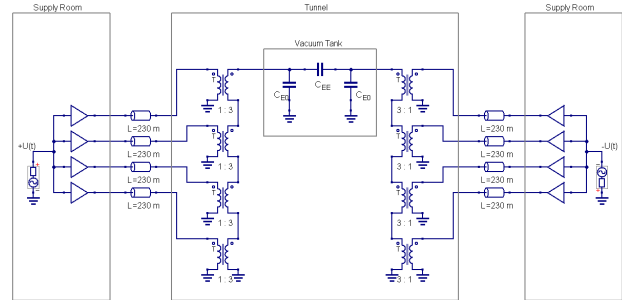 Supply Room
Tunnel
Supply Room
Vacuum Tank
T
T
C_EE
C_E0
C_E0
1 : 3
3 : 1
L=230 m
L=230 m
+U(t)
-U(t)
T
T
L=230 m
L=230 m
1 : 3
3 : 1
L=230 m
L=230 m
T
T
L=230 m
L=230 m
1 : 3
3 : 1
T
T
1 : 3
3 : 1